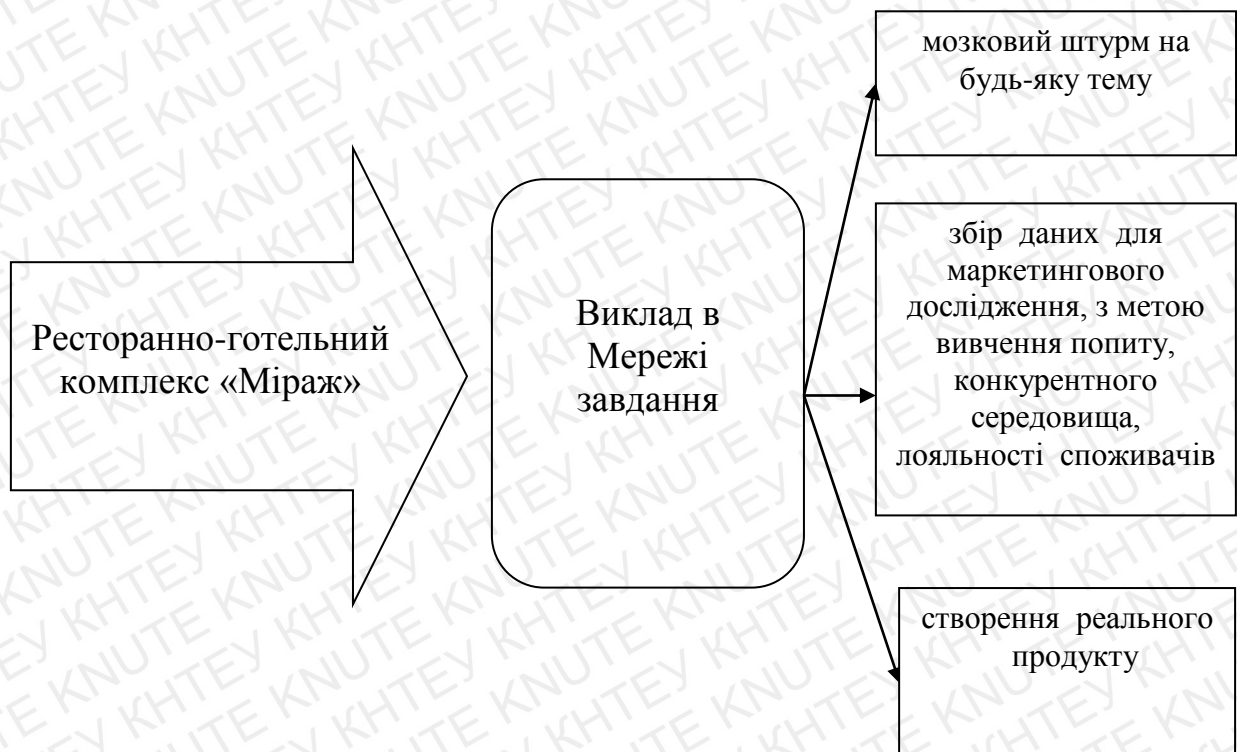 мозковий штурм на
будь-яку тему
Ресторанно-готельний
комплекс «Міраж»
Виклад в
Мережі
завдання
збір даних для
маркетингового
дослідження, з метою
вивчення попиту,
конкурентного
середовища,
лояльності споживачів
створення реального
продукту